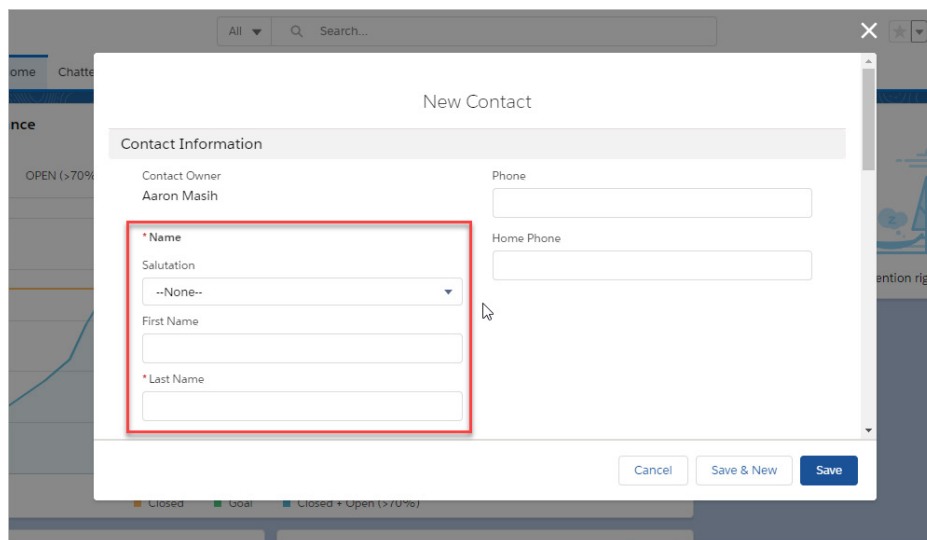 All
Search...
ome Chatte
nce
OPEN (>70%
New Contact
Contact Information
Contact Owner
Aaron Masih
*Name
Salutation
--None--
First Name
*Last Name
Phone
Home Phone
ention rig
Cancel
Save & New
Save
Closed Goal Closed + Open (>70%)